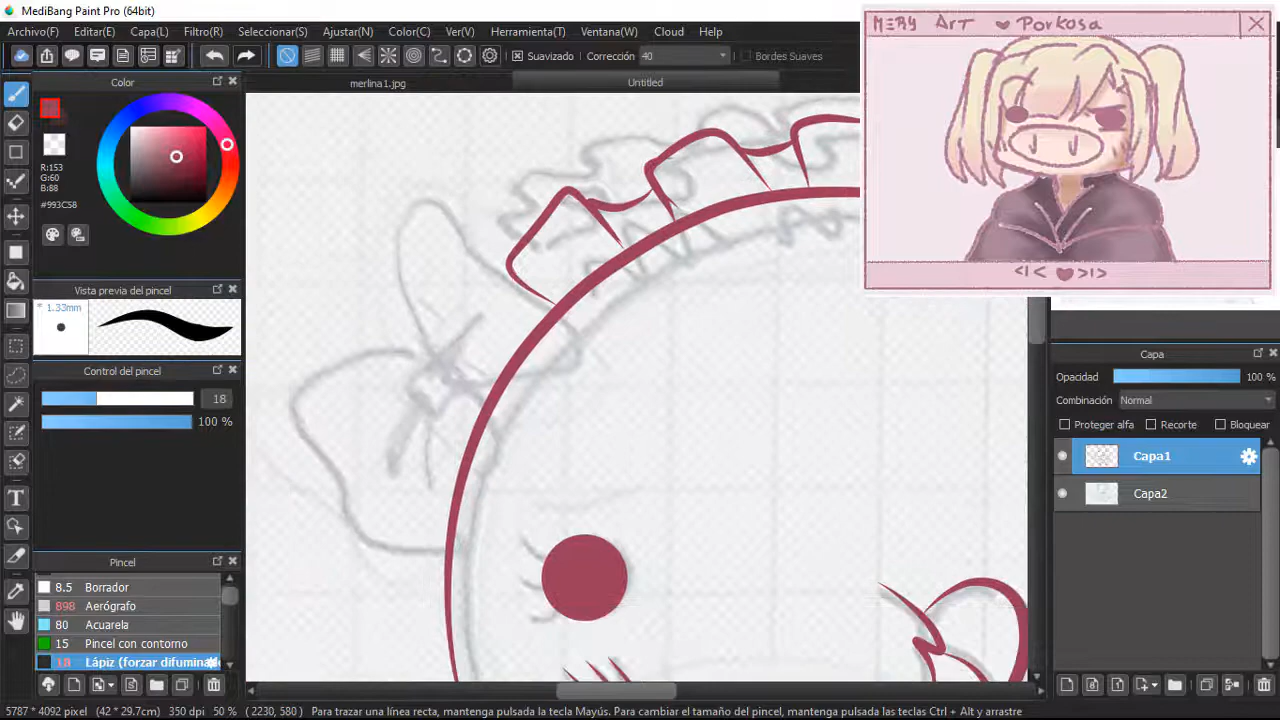 MediBang Paint Pro (64bit)
Archivo(F) Editar(E) Capa(L) Filtro(R) Seleccionar(S) Ajustar(N) Color(C) Ver(V) Herramienta(T) Ventana(W) Cloud Help
Suavizado Corrección 40 Bordes Suaves
Color
merlina1.jpg Untitled
MERY ART ♥ Porkosa
R:153
G:60
B:88
#993C58
Vista previa del pincel
* 1.33mm
Control del pincel
18
100 %
Pincel
8.5 Borrador
898 Aerógrafo
80 Acuarela
15 Pincel con contorno
18 Lápiz (forzar difumina
<|<♥>|>
Capa
Opacidad 100 %
Combinación Normal
Proteger alfa Recorte Bloquear
Capa1
Capa2
5787 * 4092 pixel (42 * 29.7cm) 350 dpi 50 % ( 2230, 580 ) Para trazar una línea recta, mantenga pulsada la tecla Mayús. Para cambiar el tamaño del pincel, mantenga pulsadas las teclas Ctrl + Alt y arrastre